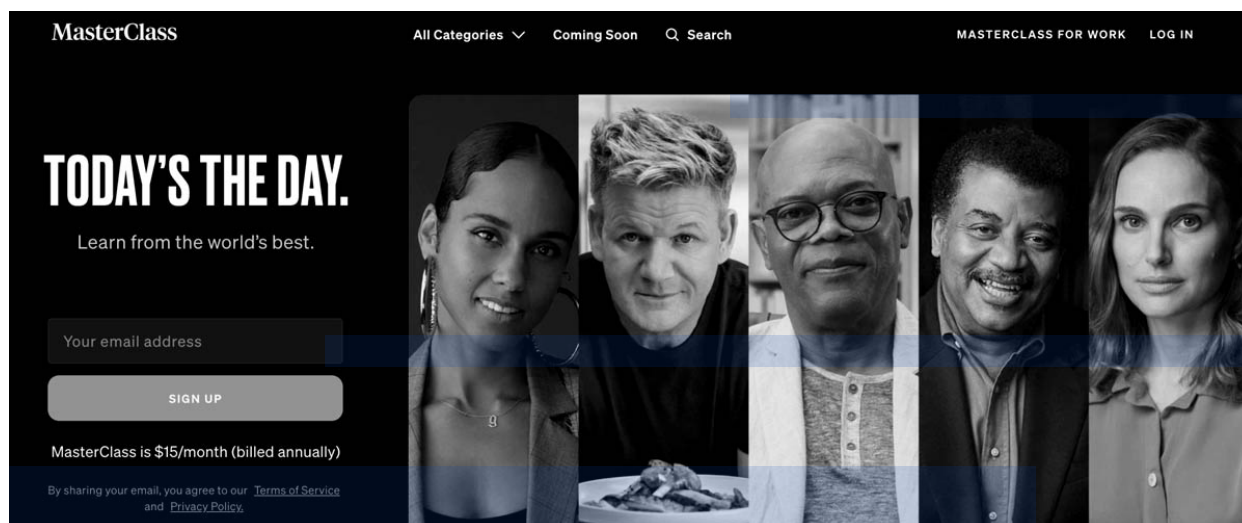 MasterClass
All Categories Coming Soon Search
MASTERCLASS FOR WORK LOG IN
TODAY'S THE DAY.
Learn from the world's best.
Your email address
SIGN UP
MasterClass is $15/month (billed annually)
By sharing your email, you agree to our Terms of Service
and Privacy Policy.
g